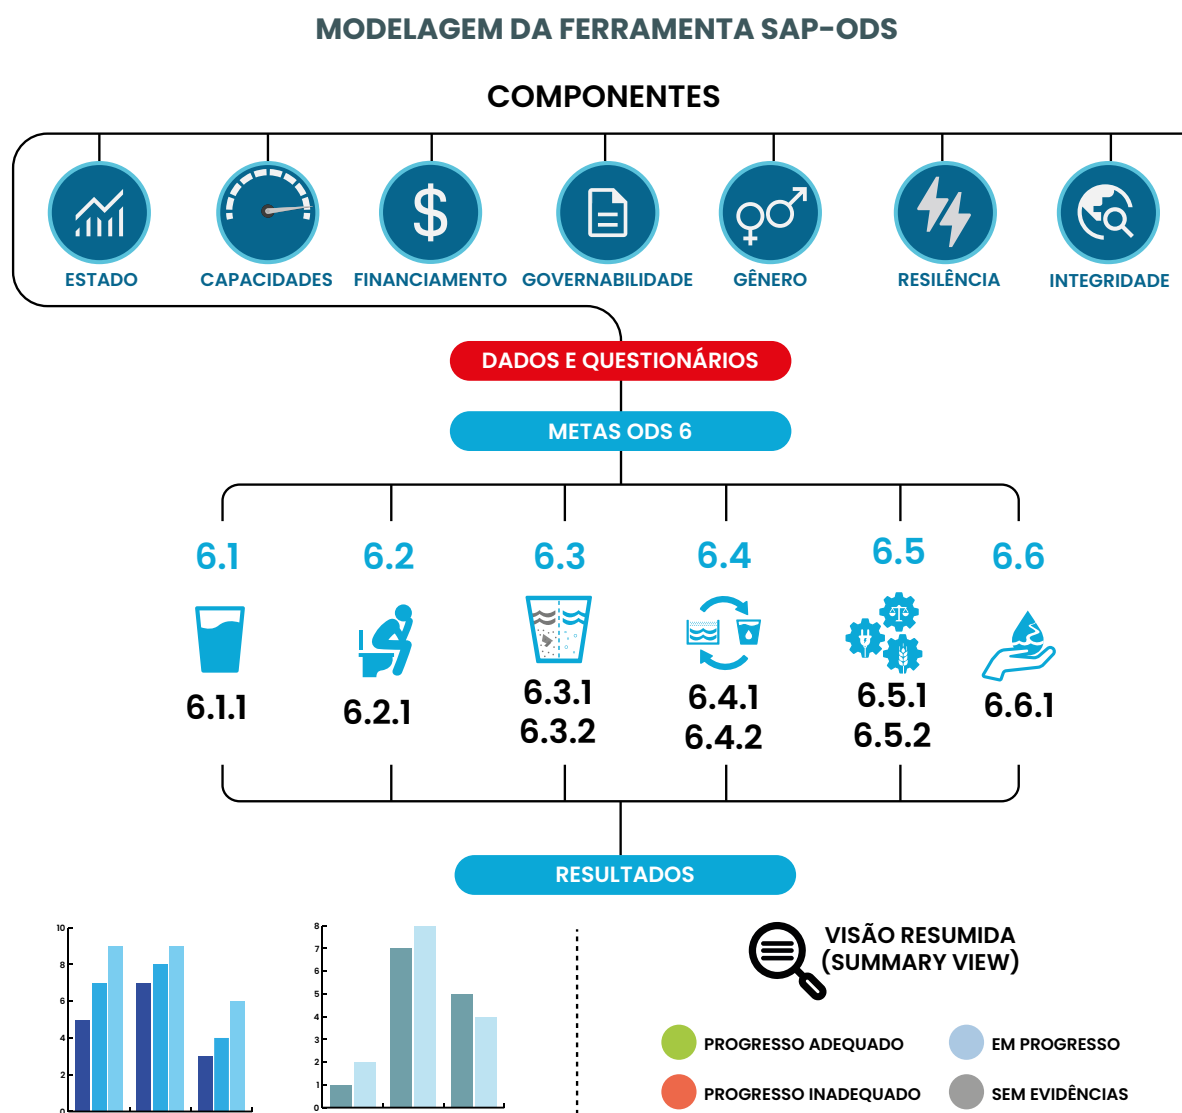 MODELAGEM DA FERRAMENTA SAP-ODS
COMPONENTES
$
ESTADO
CAPACIDADES
FINANCIAMENTO
GOVERNABILIDADE
GÊNERO
RESILÊNCIA
INTEGRIDADE
DADOS E QUESTIONÁRIOS
METAS ODS 6
6.1
6.2
6.3
6.4
6.5
6.6
6.1.1
6.2.1
6.3.1
6.3.2
6.4.1
6.4.2
6.5.1
6.5.2
6.6.1
RESULTADOS
10
8
6
4
2
0
8
7
6
5
4
3
2
1
0
VISÃO RESUMIDA
(SUMMARY VIEW)
PROGRESSO ADEQUADO
EM PROGRESSO
PROGRESSO INADEQUADO
SEM EVIDÊNCIAS